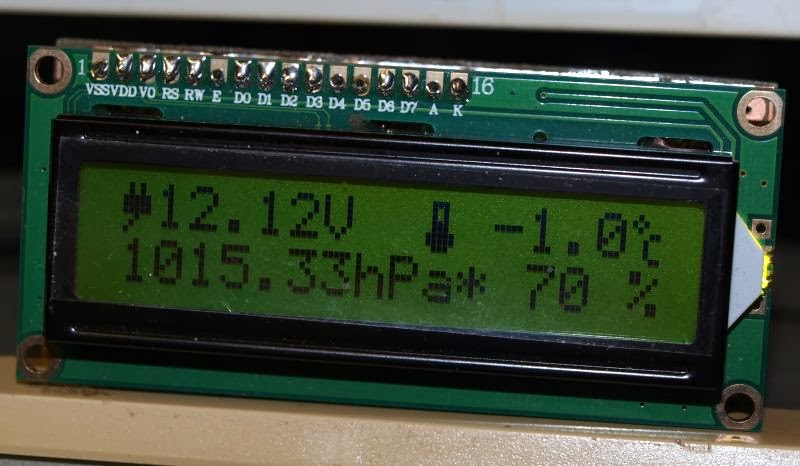 1 16
VSS VDD VO RS RW E D0 D1 D2 D3 D4 D5 D6 D7 A K
12.12V -1.0℃
1015.33hPa* 70 %